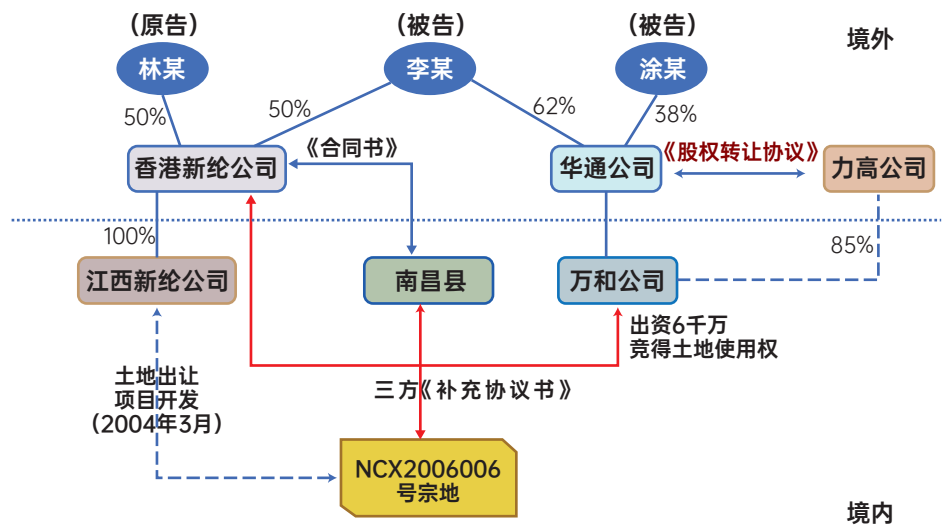 （原告）
（被告）
（被告）
境外
林某
李某
涂某
50%
50%
62%
38%
《合同书》
《股权转让协议》
香港新纶公司
华通公司
力高公司
100%
85%
江西新纶公司
南昌县
万和公司
出资6千万
竞得土地使用权
土地出让
项目开发
（2004年3月）
三方《补充协议书》
NCX2006006
号宗地
境内